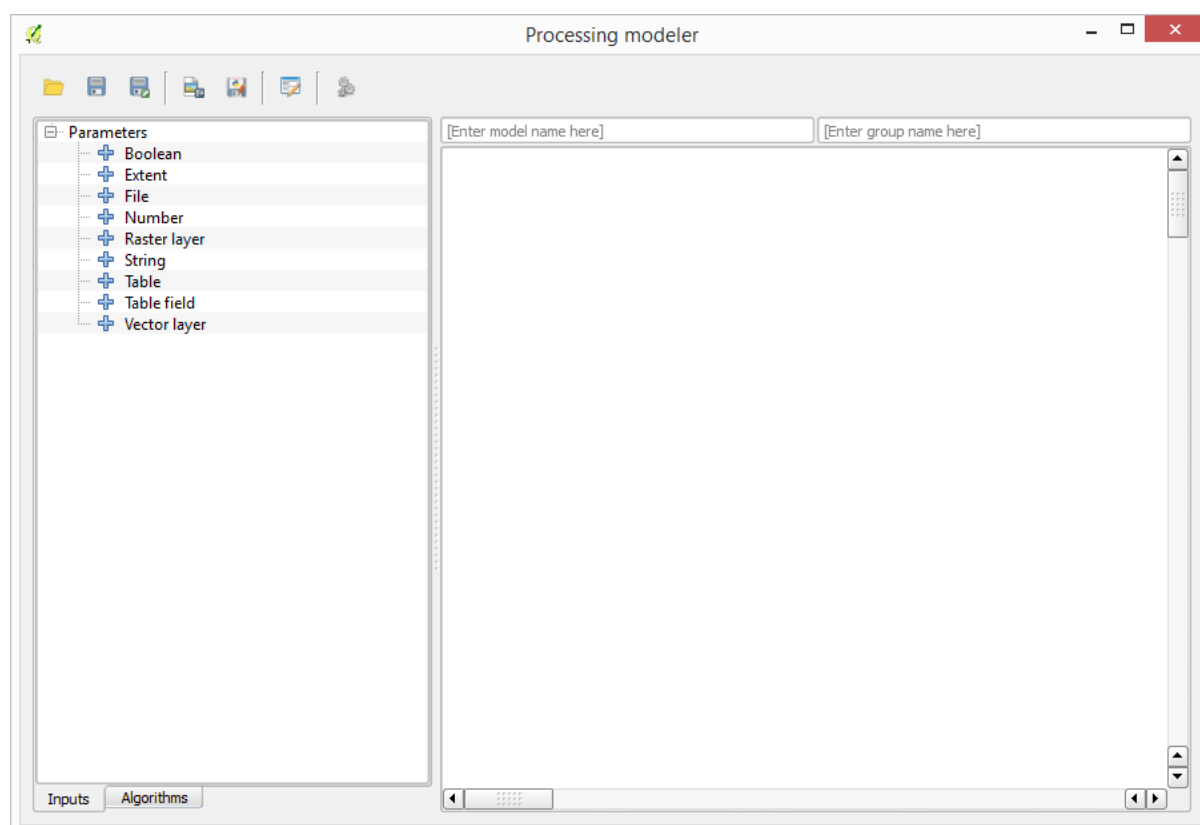 Processing modeler
Parameters
Boolean
Extent
File
Number
Raster layer
String
Table
Table field
Vector layer
[Enter model name here]
[Enter group name here]
Inputs
Algorithms